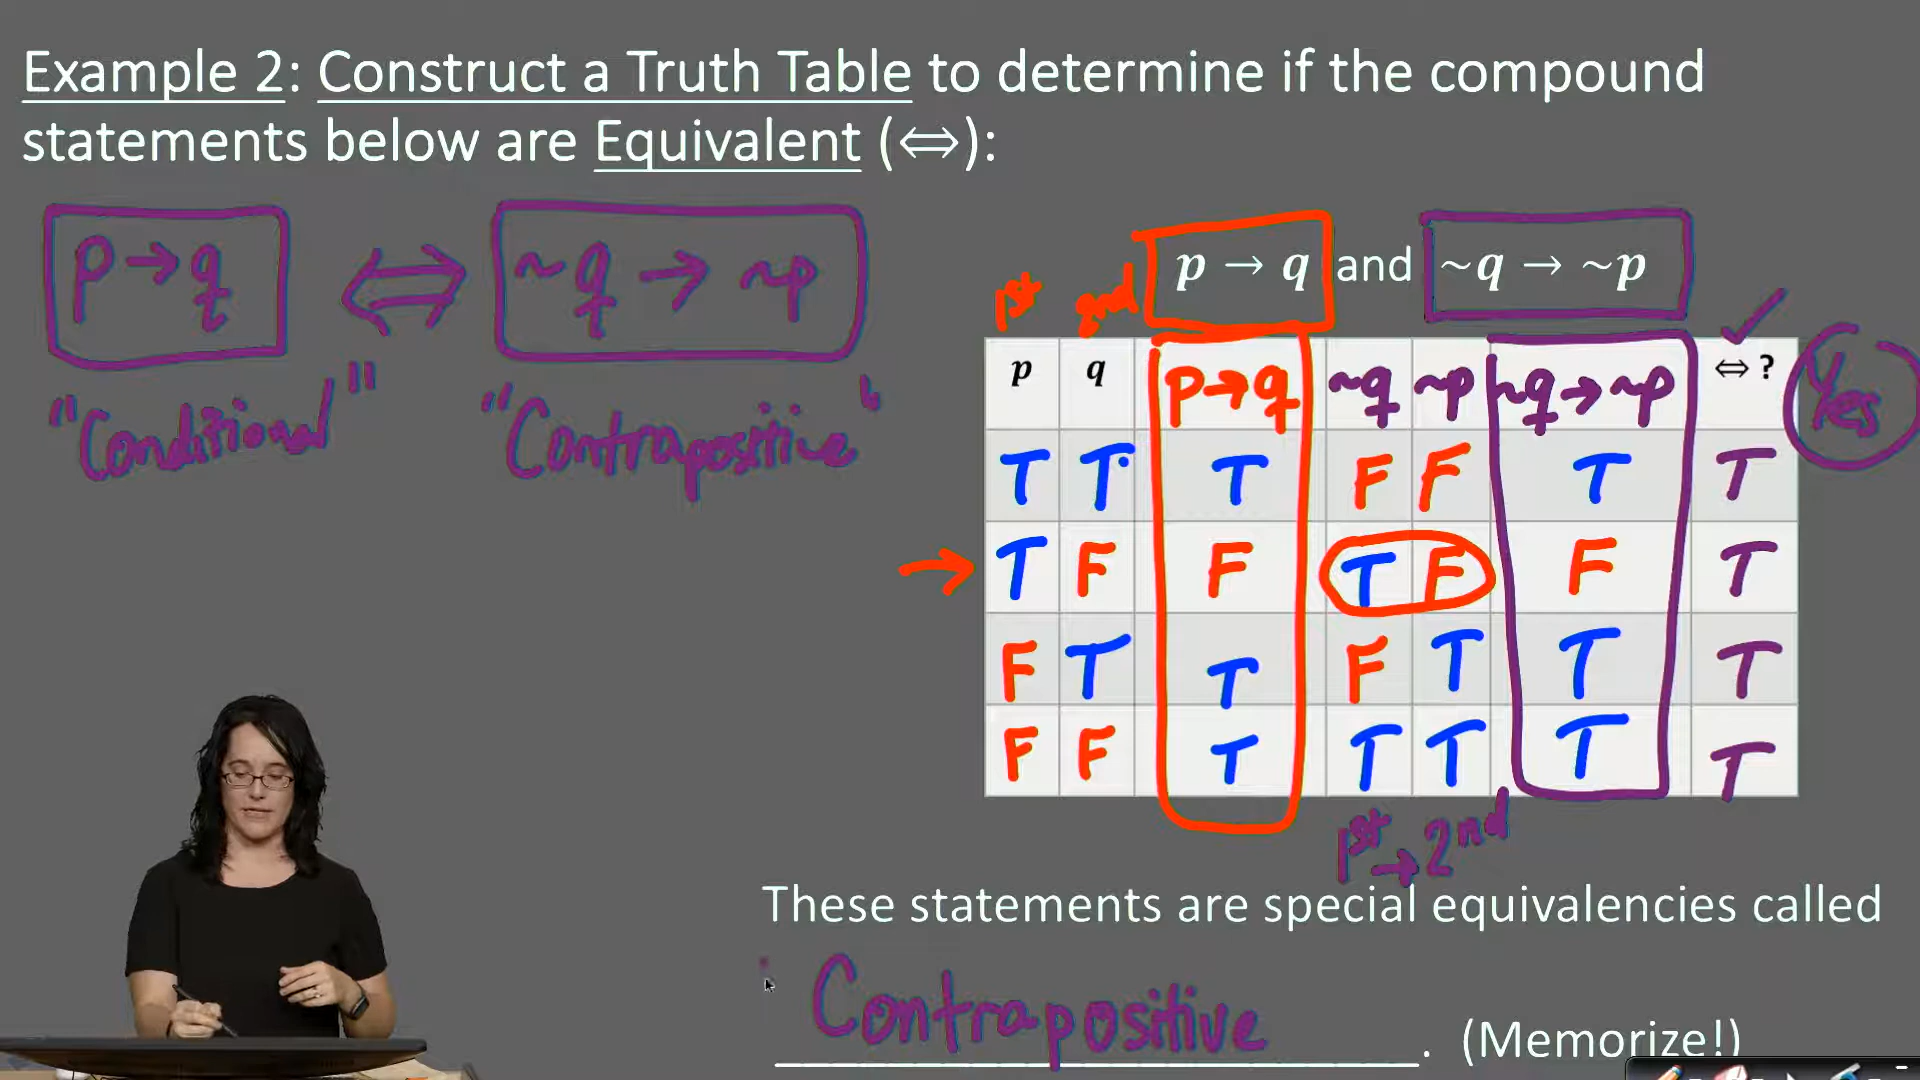 Example 2: Construct a Truth Table to determine if the compound
statements below are Equivalent (⇔):
p → q ⇔ ~q → ~p
"Conditional" "Contrapositive"
p → q and ~q → ~p
1st 2nd
p q p→q ~q ~p ~q→~p ⇔ ? Yes
T T T F F T T
T F F T F F T
F T T F T T T
F F T T T T T
1st → 2nd
These statements are special equivalencies called
Contrapositive. (Memorize!)